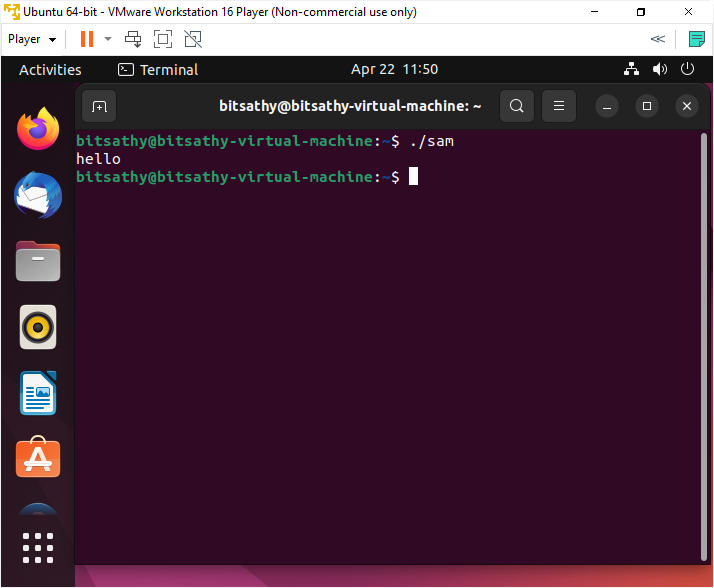 Ubuntu 64-bit - VMware Workstation 16 Player (Non-commercial use only)
Player
Activities Terminal Apr 22 11:50
bitsathy@bitsathy-virtual-machine: ~
bitsathy@bitsathy-virtual-machine:~$ ./sam
hello
bitsathy@bitsathy-virtual-machine:~$